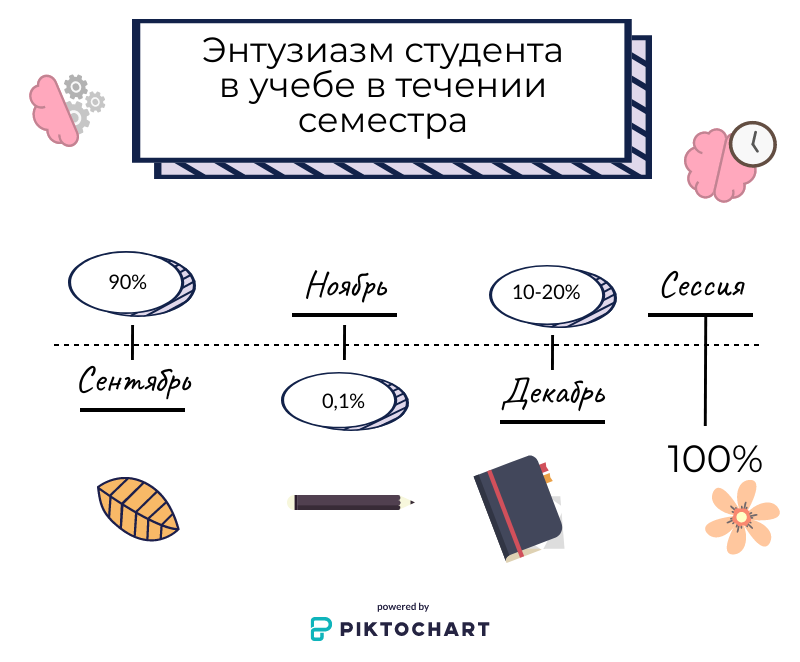 Энтузиазм студента
в учебе в течении
семестра
90%
Сентябрь
Ноябрь
0,1%
10-20%
Декабрь
Сессия
100%
powered by
PIKTOCHART